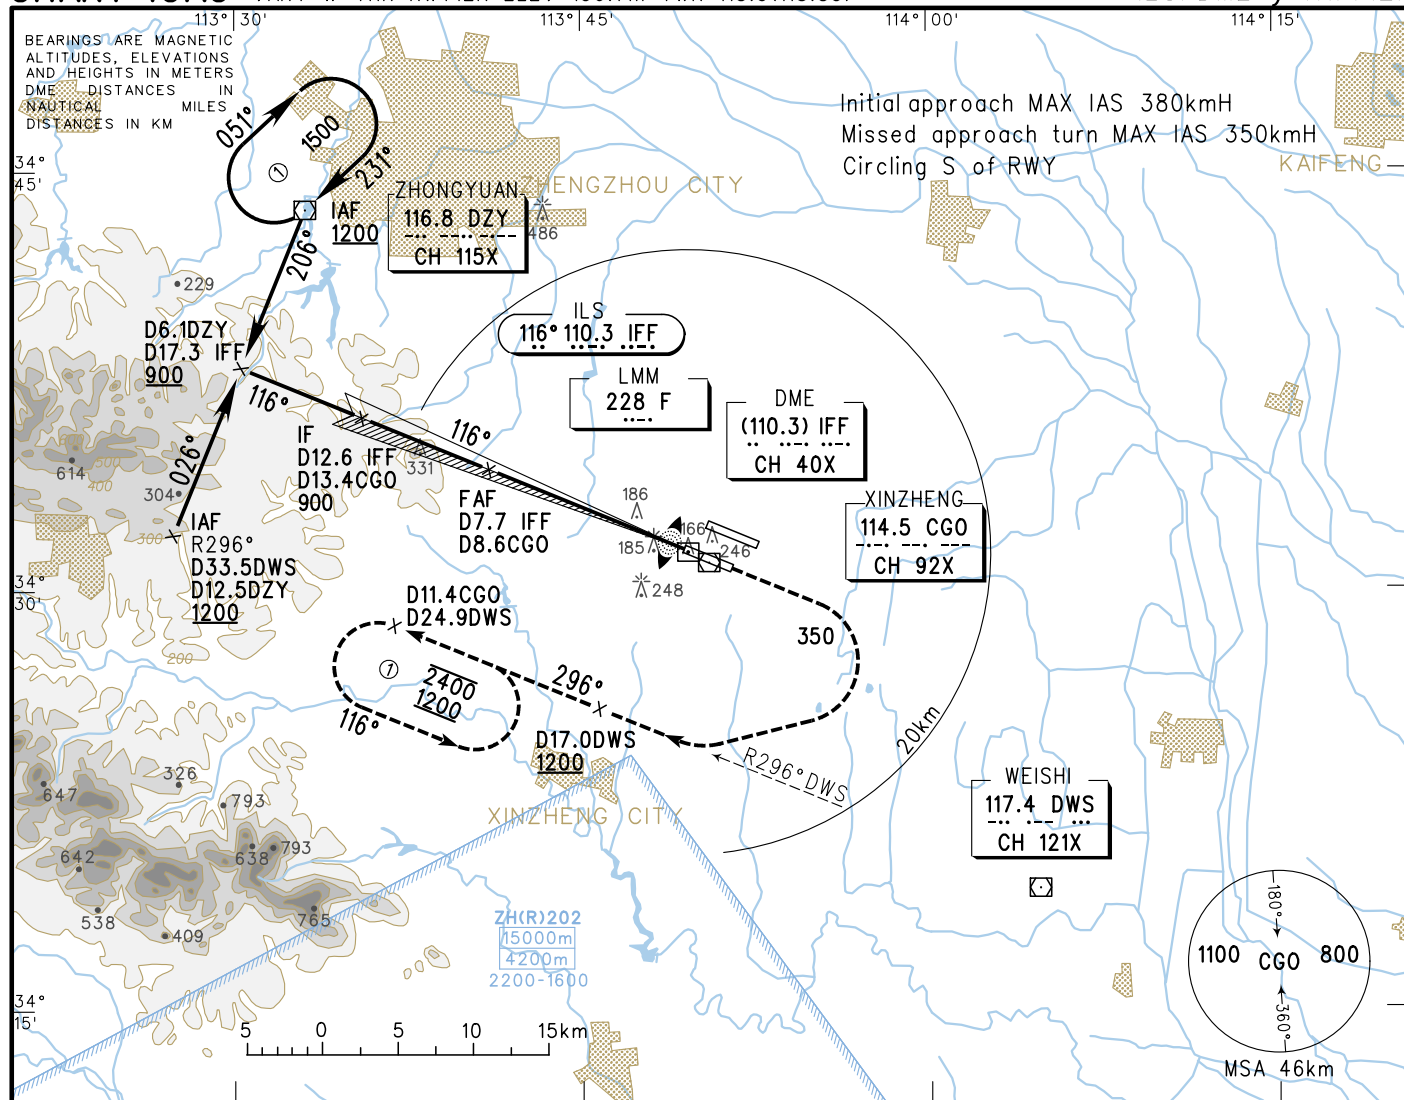 113°30'
113°45'
114°00'
114°15'
BEARINGS ARE MAGNETIC
ALTITUDES, ELEVATIONS
AND HEIGHTS IN METERS
DME DISTANCES IN
NAUTICAL MILES
DISTANCES IN KM
Initial approach MAX IAS 380kmH
Missed approach turn MAX IAS 350kmH
Circling S of RWY
KAIFENG
34°
45'
051°
1500
①
231°
IAF
1200
206°
ZHENGZHOU CITY
ZHONGYUAN
116.8 DZY
CH 115X
486
229
D6.1DZY
D17.3 IFF
900
ILS
116° 110.3 IFF
LMM
228 F
DME
(110.3) IFF
CH 40X
116°
116°
IF
D12.6 IFF
D13.4CGO
900
331
FAF
D7.7 IFF
D8.6CGO
614
500
400
304
026°
300
IAF
R296°
D33.5DWS
D12.5DZY
1200
186
185
166
246
248
XINZHENG
114.5 CGO
CH 92X
34°
30'
200
D11.4CGO
D24.9DWS
①
2400
1200
116°
296°
350
D17.0DWS
1200
R296°DWS
20km
XINZHENG CITY
WEISHI
117.4 DWS
CH 121X
326
647
793
642
638
793
538
409
765
ZH(R)202
15000m
4200m
2200-1600
34°
15'
5 0 5 10 15km
180°
1100 CGO 800
360°
MSA 46km